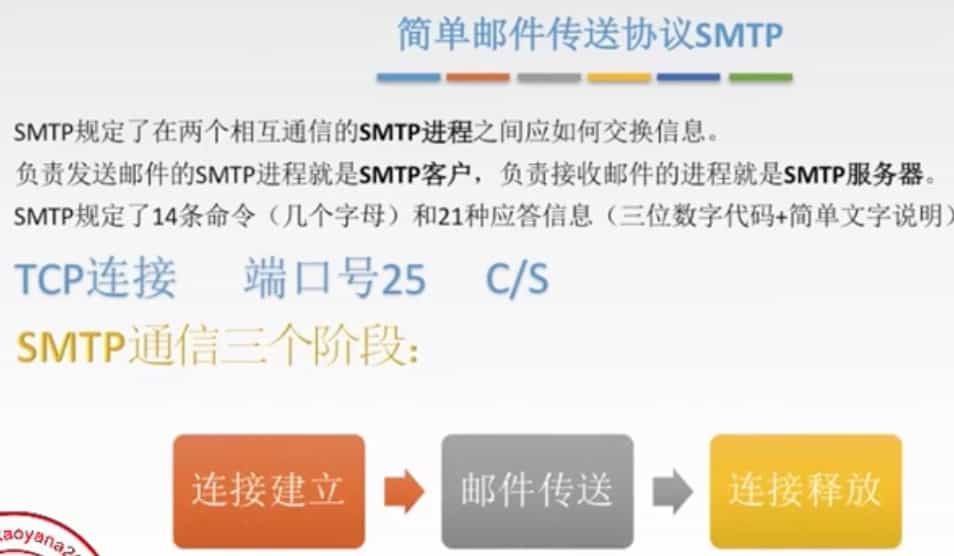 简单邮件传送协议SMTP
SMTP规定了在两个相互通信的SMTP进程之间应如何交换信息。
负责发送邮件的SMTP进程就是SMTP客户，负责接收邮件的进程就是SMTP服务器。
SMTP规定了14条命令（几个字母）和21种应答信息（三位数字代码+简单文字说明）
TCP连接 端口号25 C/S
SMTP通信三个阶段：
连接建立 邮件传送 连接释放